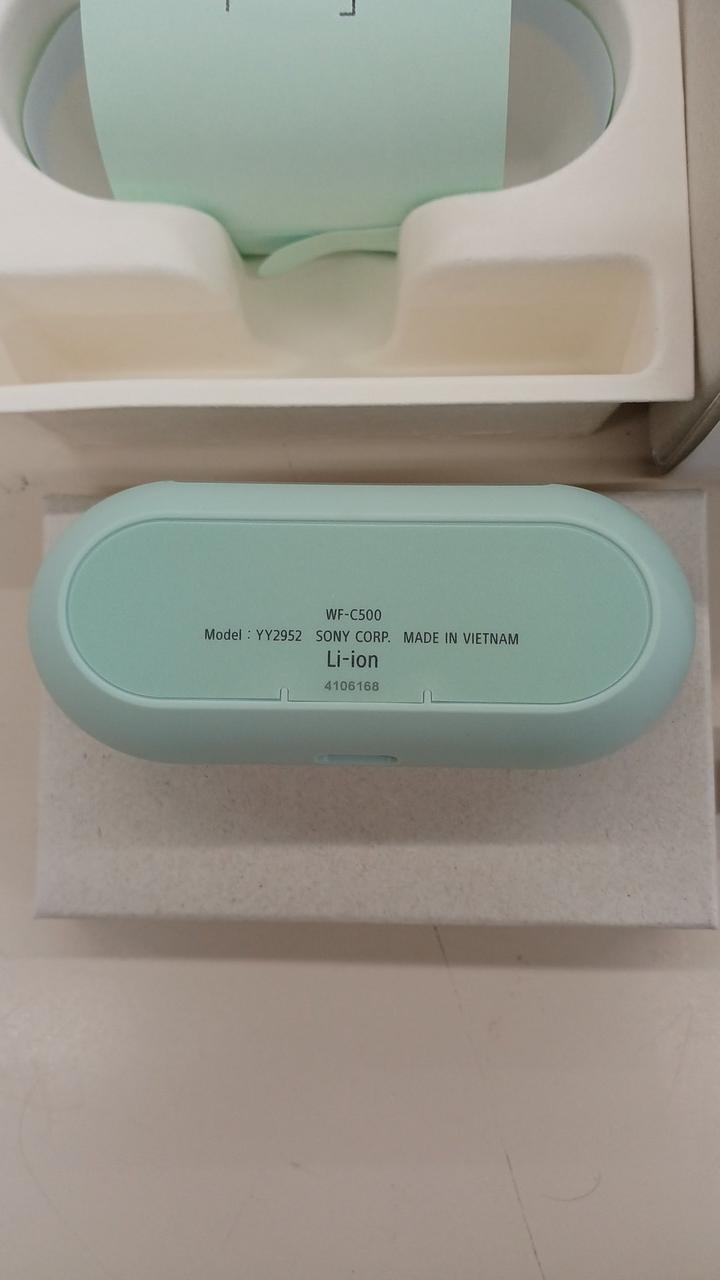 WF-C500
Model : YY2952 SONY CORP. MADE IN VIETNAM
Li-ion
4106168